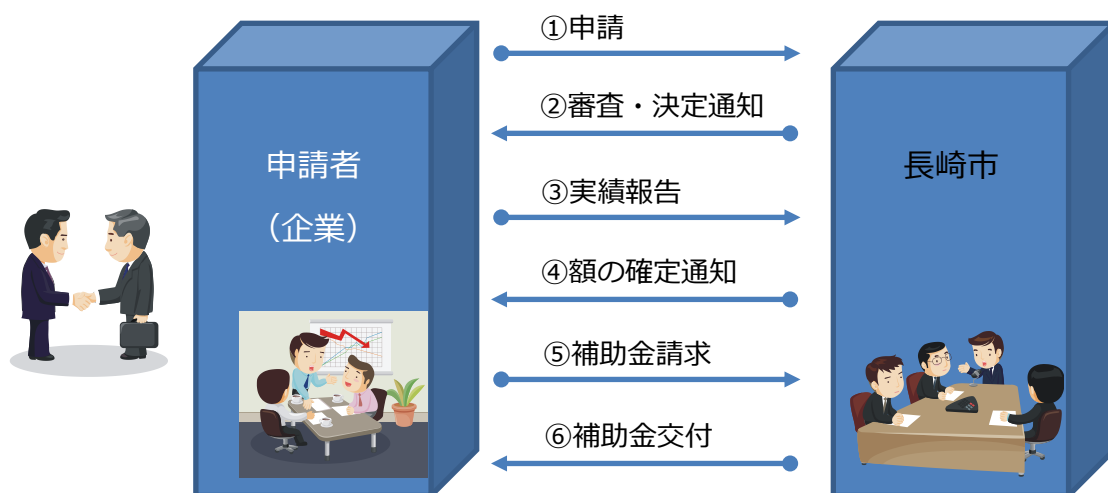 ①申請
②審査・決定通知
申請者
（企業）
長崎市
③実績報告
④額の確定通知
⑤補助金請求
⑥補助金交付